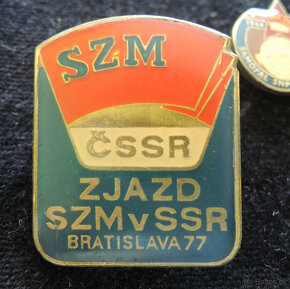 SZM
ČSSR
ZJAZD
SZM v SSR
BRATISLAVA 77